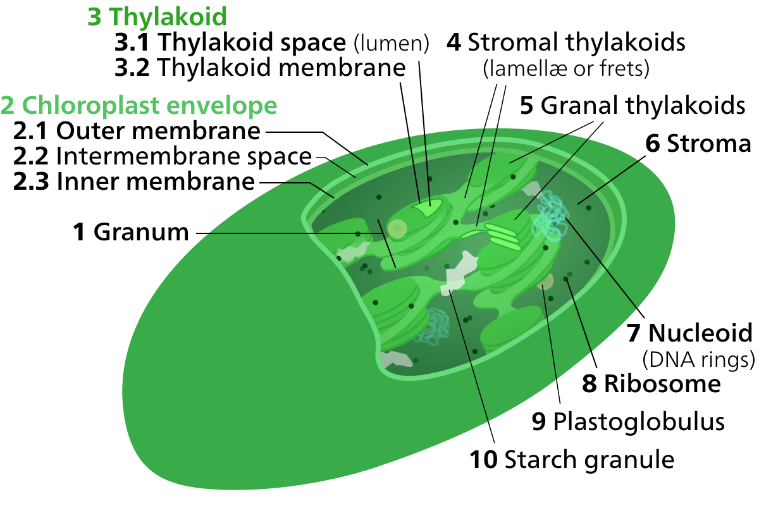 3 Thylakoid
3.1 Thylakoid space (lumen)
3.2 Thylakoid membrane
4 Stromal thylakoids
(lamellæ or frets)
2 Chloroplast envelope
2.1 Outer membrane
2.2 Intermembrane space
2.3 Inner membrane
5 Granal thylakoids
6 Stroma
1 Granum
7 Nucleoid
(DNA rings)
8 Ribosome
9 Plastoglobulus
10 Starch granule